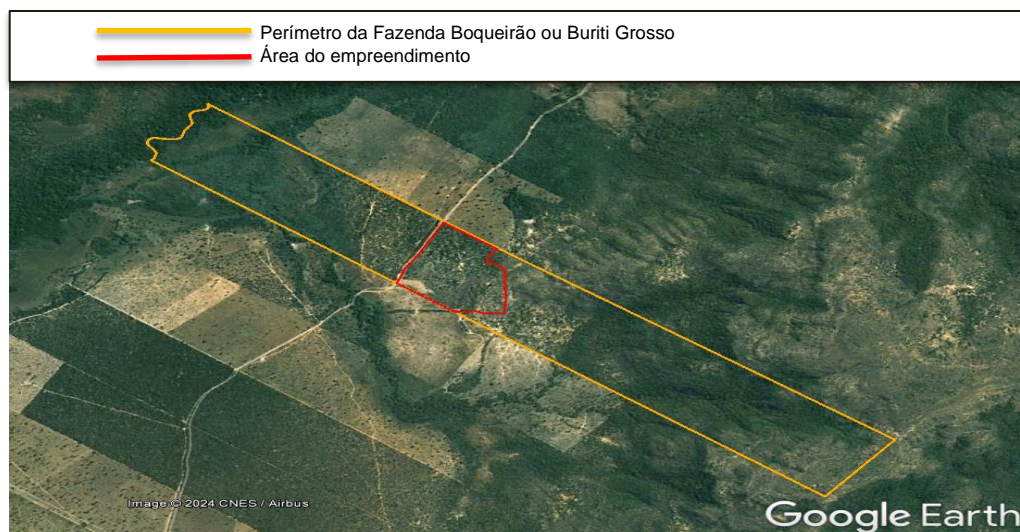 Perímetro da Fazenda Boqueirão ou Buriti Grosso
Área do empreendimento
Image © 2024 CNES / Airbus
Google Earth